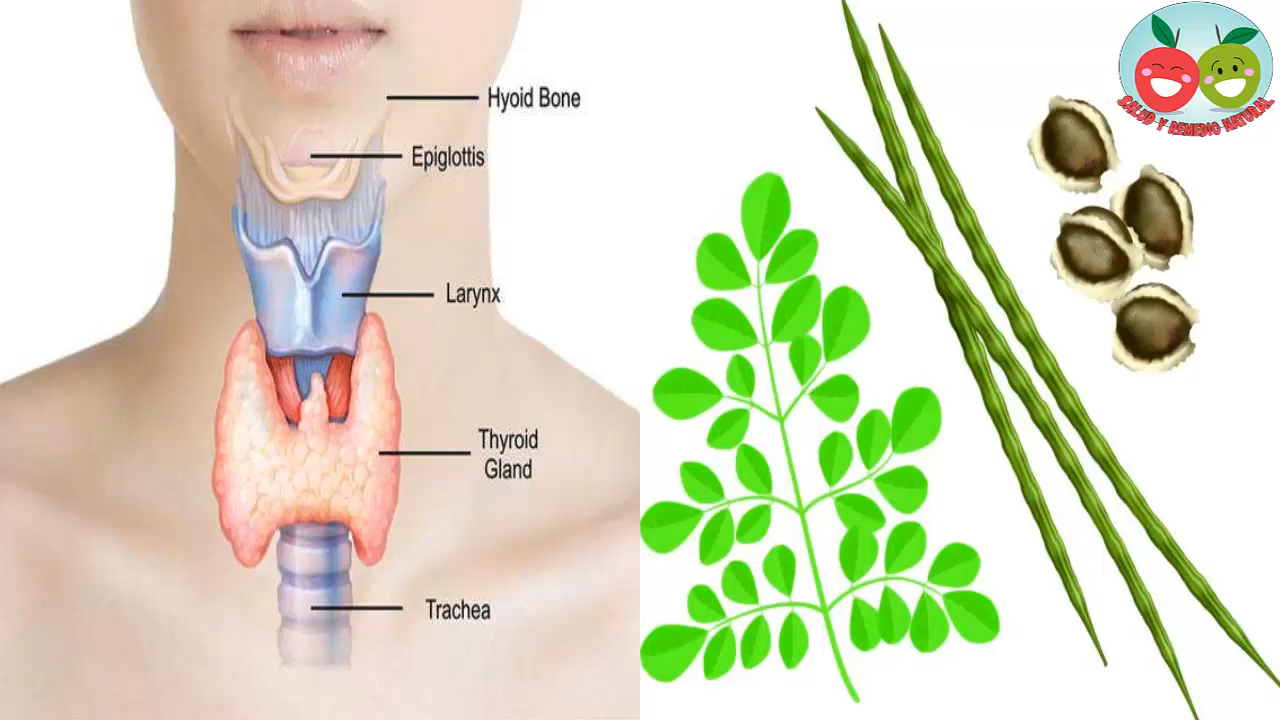 Hyoid Bone
Epiglottis
Larynx
Thyroid
Gland
Trachea
SALUD Y REMEDIO NATURAL